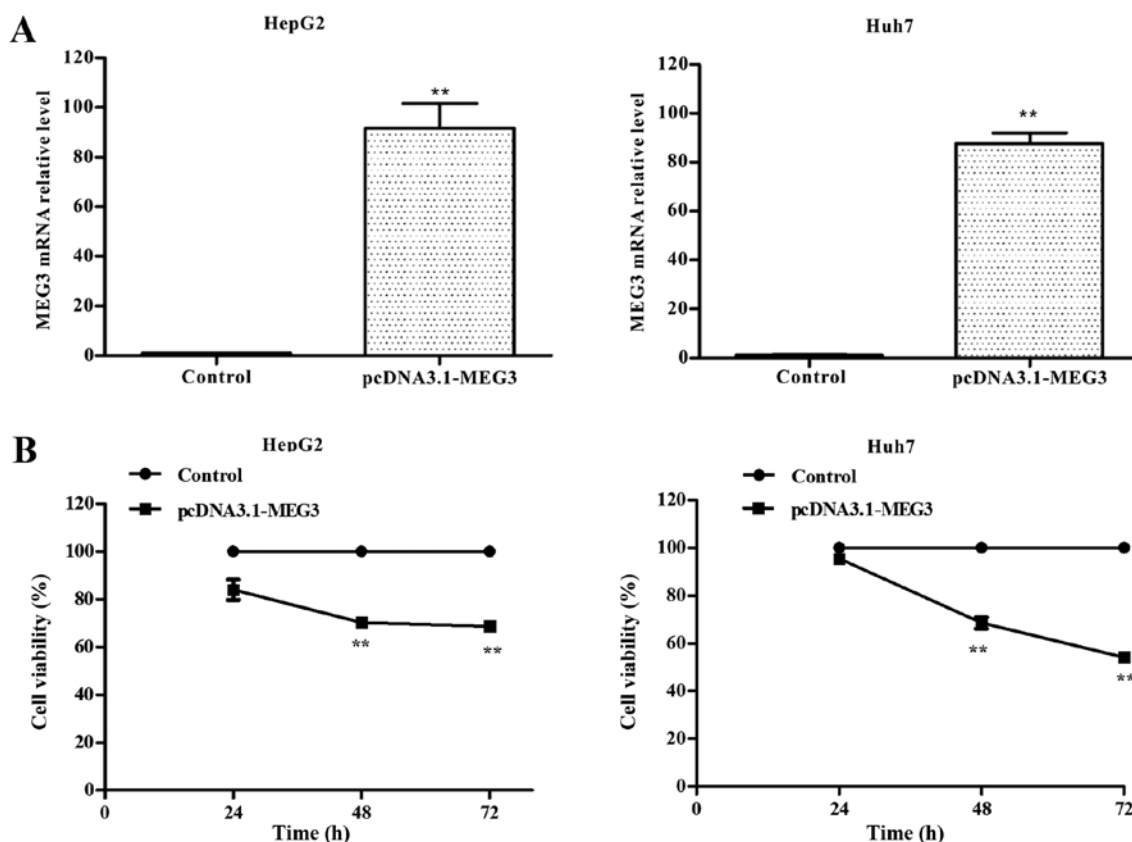 A
HepG2
MEG3 mRNA relative level
120
100
80
60
40
20
0
**
Control
pcDNA3.1-MEG3
Huh7
MEG3 mRNA relative level
120
100
80
60
40
20
0
**
Control
pcDNA3.1-MEG3
B
HepG2
Control
pcDNA3.1-MEG3
Cell viability (%)
120
100
80
60
40
20
0
**
**
0
24
48
72
Time (h)
Huh7
Control
pcDNA3.1-MEG3
Cell viability (%)
120
100
80
60
40
20
0
**
**
0
24
48
72
Time (h)